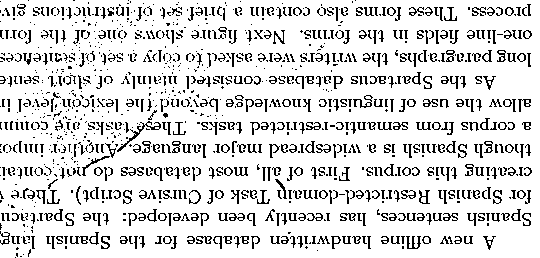 A new offline handwritten database for the Spanish lang
Spanish sentences, has recently been developed: the Spartacu
for Spanish Restricted-domain Task of Cursive Script). There
creating this corpus. First of all, most databases do not contai
though Spanish is a widespread major language. Another impor
a corpus from semantic-restricted tasks. These tasks are comm
allow the use of linguistic knowledge beyond the lexicon level in
As the Spartacus database consisted mainly of short sente
long paragraphs, the writers were asked to copy a set of sentences
one-line fields in the forms. Next figure shows one of the form
process. These forms also contain a brief set of instructions giv